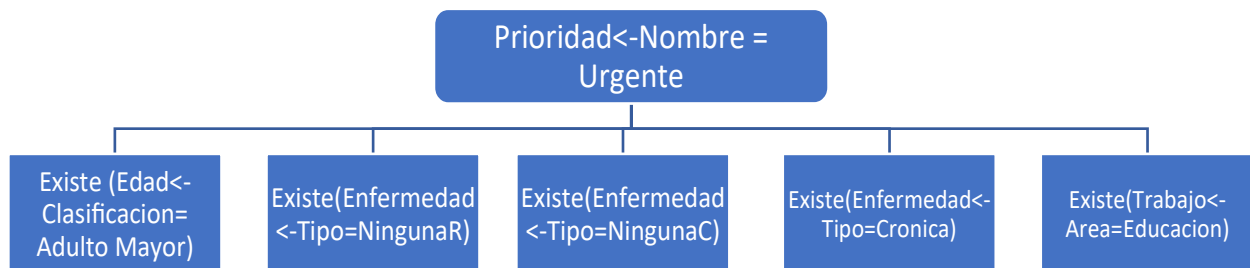 Prioridad<-Nombre =
Urgente
Existe (Edad<-
Clasificacion=
Adulto Mayor)
Existe(Enfermedad
<-Tipo=NingunaR)
Existe(Enfermedad
<-Tipo=NingunaC)
Existe(Enfermedad<-
Tipo=Cronica)
Existe(Trabajo<-
Area=Educacion)